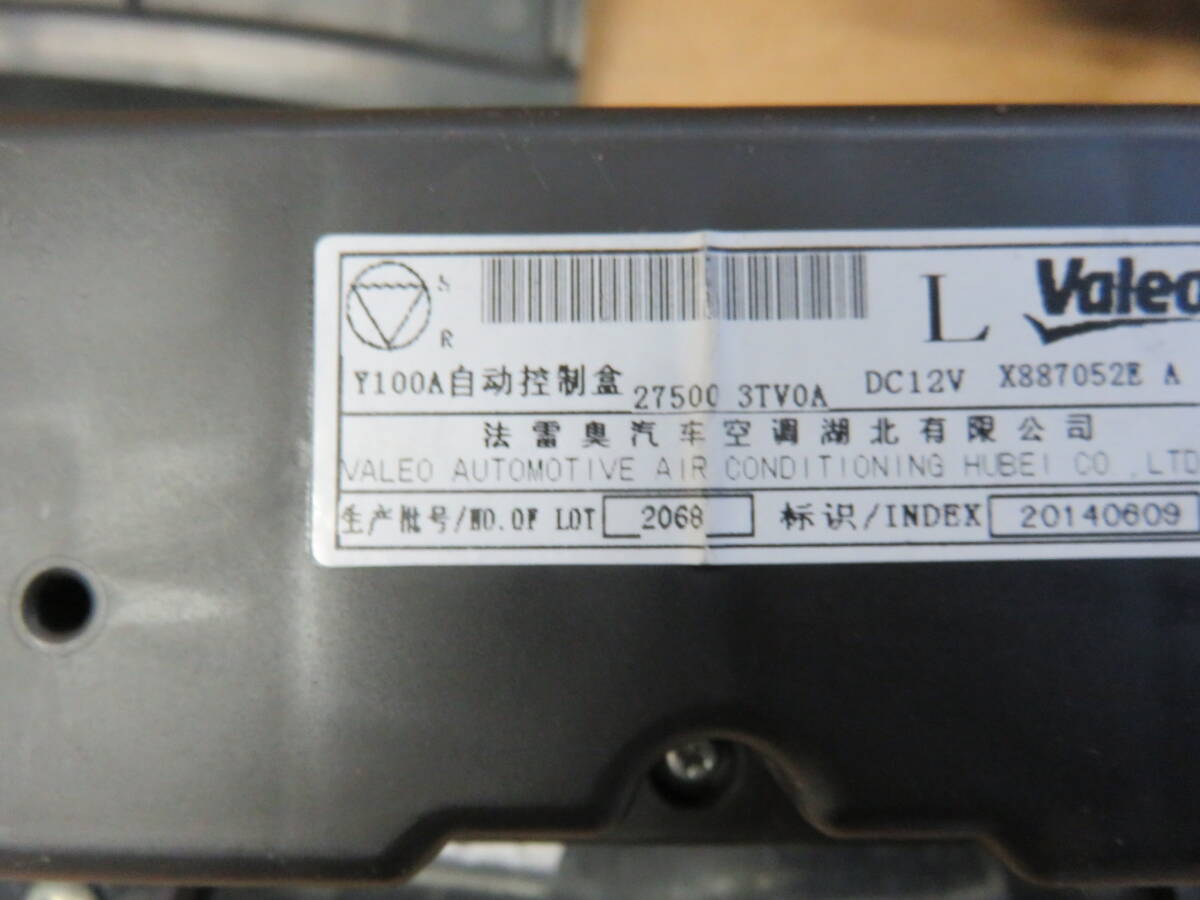 S
R
L
Valeo
Y100A自动控制盒 27500 3TV0A DC12V X887052E A
法雷奥汽车空调湖北有限公司
VALEO AUTOMOTIVE AIR CONDITIONING HUBEI CO .,LTD
生产批号/NO.OF LOT 2068 标识/INDEX 20140609